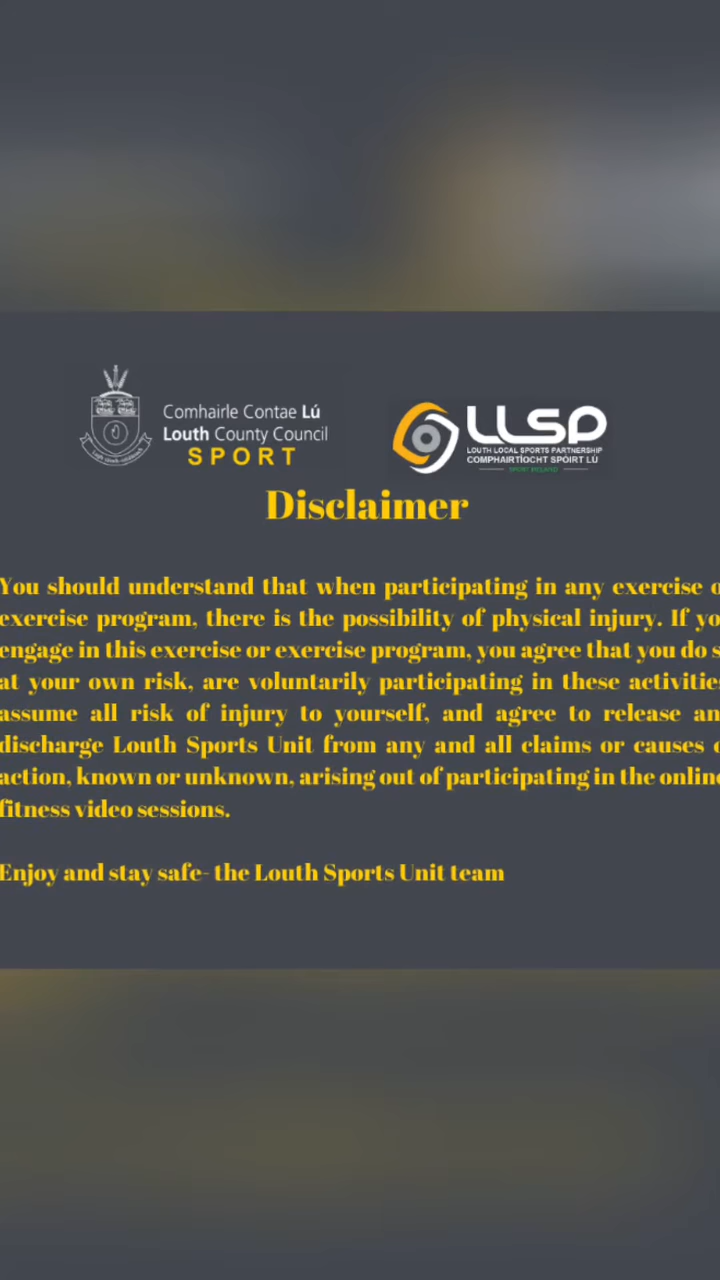 Comhairle Contae Lú
Louth County Council
SPORT
LLSP
LOUTH LOCAL SPORTS PARTNERSHIP
COMPHAIRTÍOCHT SPÓIRT LÚ
SPORT IRELAND
Disclaimer
You should understand that when participating in any exercise o
exercise program, there is the possibility of physical injury. If yo
engage in this exercise or exercise program, you agree that you do s
at your own risk, are voluntarily participating in these activities
assume all risk of injury to yourself, and agree to release an
discharge Louth Sports Unit from any and all claims or causes o
action, known or unknown, arising out of participating in the online
fitness video sessions.
Enjoy and stay safe- the Louth Sports Unit team